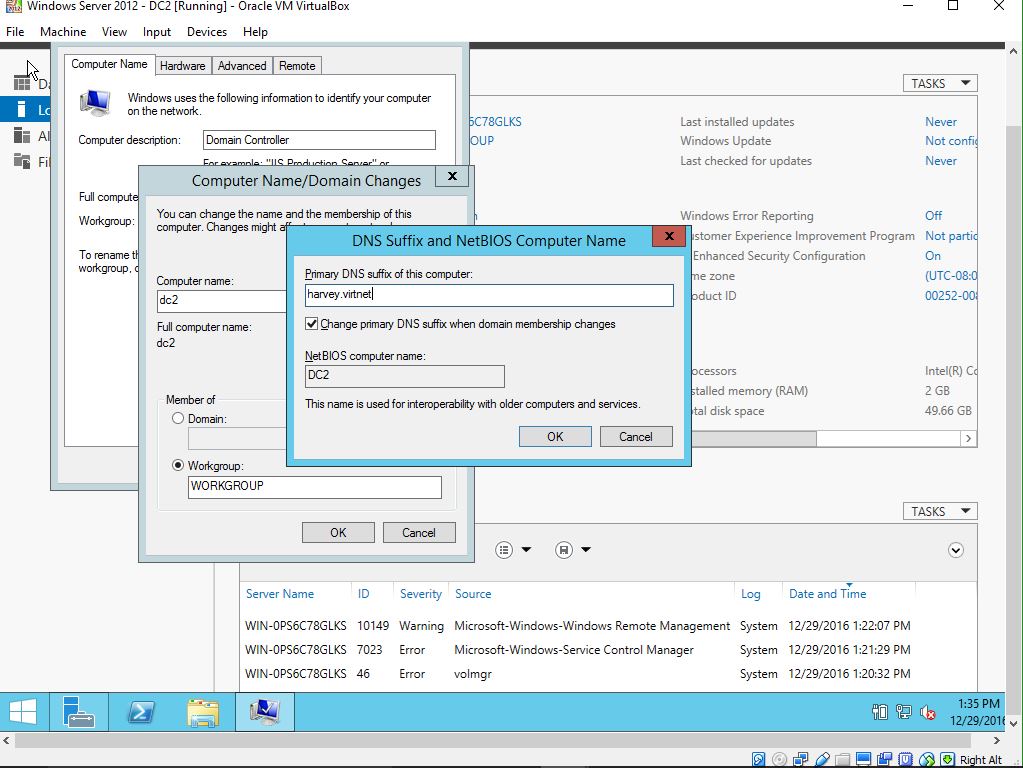 Windows Server 2012 - DC2 [Running] - Oracle VM VirtualBox
File Machine View Input Devices Help
Computer Name Hardware Advanced Remote
Windows uses the following information to identify your computer
on the network.
Computer description: Domain Controller
For example: "IIS Production Server" or
Full compute
Workgroup:
To rename th
workgroup, c
Computer Name/Domain Changes
You can change the name and the membership of this
computer. Changes might
Computer name:
dc2
Full computer name:
dc2
Member of
Domain:
Workgroup:
WORKGROUP
OK Cancel
DNS Suffix and NetBIOS Computer Name
Primary DNS suffix of this computer:
harvey.virtnet
Change primary DNS suffix when domain membership changes
NetBIOS computer name:
DC2
This name is used for interoperability with older computers and services.
OK Cancel
Da
Lo
Al
Fil
TASKS
6C78GLKS Last installed updates Never
OUP Windows Update Not config
Last checked for updates Never
Windows Error Reporting Off
ustomer Experience Improvement Program Not partic
Enhanced Security Configuration On
me zone (UTC-08:0
oduct ID 00252-008
ocessors Intel(R) Co
stalled memory (RAM) 2 GB
tal disk space 49.66 GB
TASKS
Server Name ID Severity Source Log Date and Time
WIN-0PS6C78GLKS 10149 Warning Microsoft-Windows-Windows Remote Management System 12/29/2016 1:22:07 PM
WIN-0PS6C78GLKS 7023 Error Microsoft-Windows-Service Control Manager System 12/29/2016 1:21:29 PM
WIN-0PS6C78GLKS 46 Error volmgr System 12/29/2016 1:20:32 PM
1:35 PM
12/29/2016
Right Alt